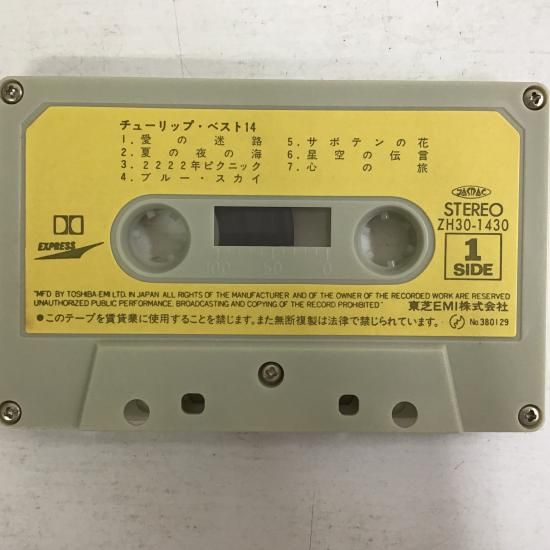 チューリップ・ベスト14
1. 愛の迷路
2. 夏の夜の海
3. 2222年ピクニック
4. ブルー・スカイ
5. サボテンの花
6. 星空の伝言
7. 心の旅
JASRAC
STEREO
ZH30-1430
1
SIDE
EXPRESS
100 50 0
"MF'D BY TOSHIBA-EMI LTD. IN JAPAN ALL RIGHTS OF THE MANUFACTURER AND OF THE OWNER OF THE RECORDED WORK ARE RESERVED
UNAUTHORIZED PUBLIC PERFORMANCE. BROADCASTING AND COPYING OF THE RECORD PROHIBITED" 東芝EMI株式会社
●このテープを賃貸業に使用することを禁じます。また無断複製は法律で禁じられています。 No.380129